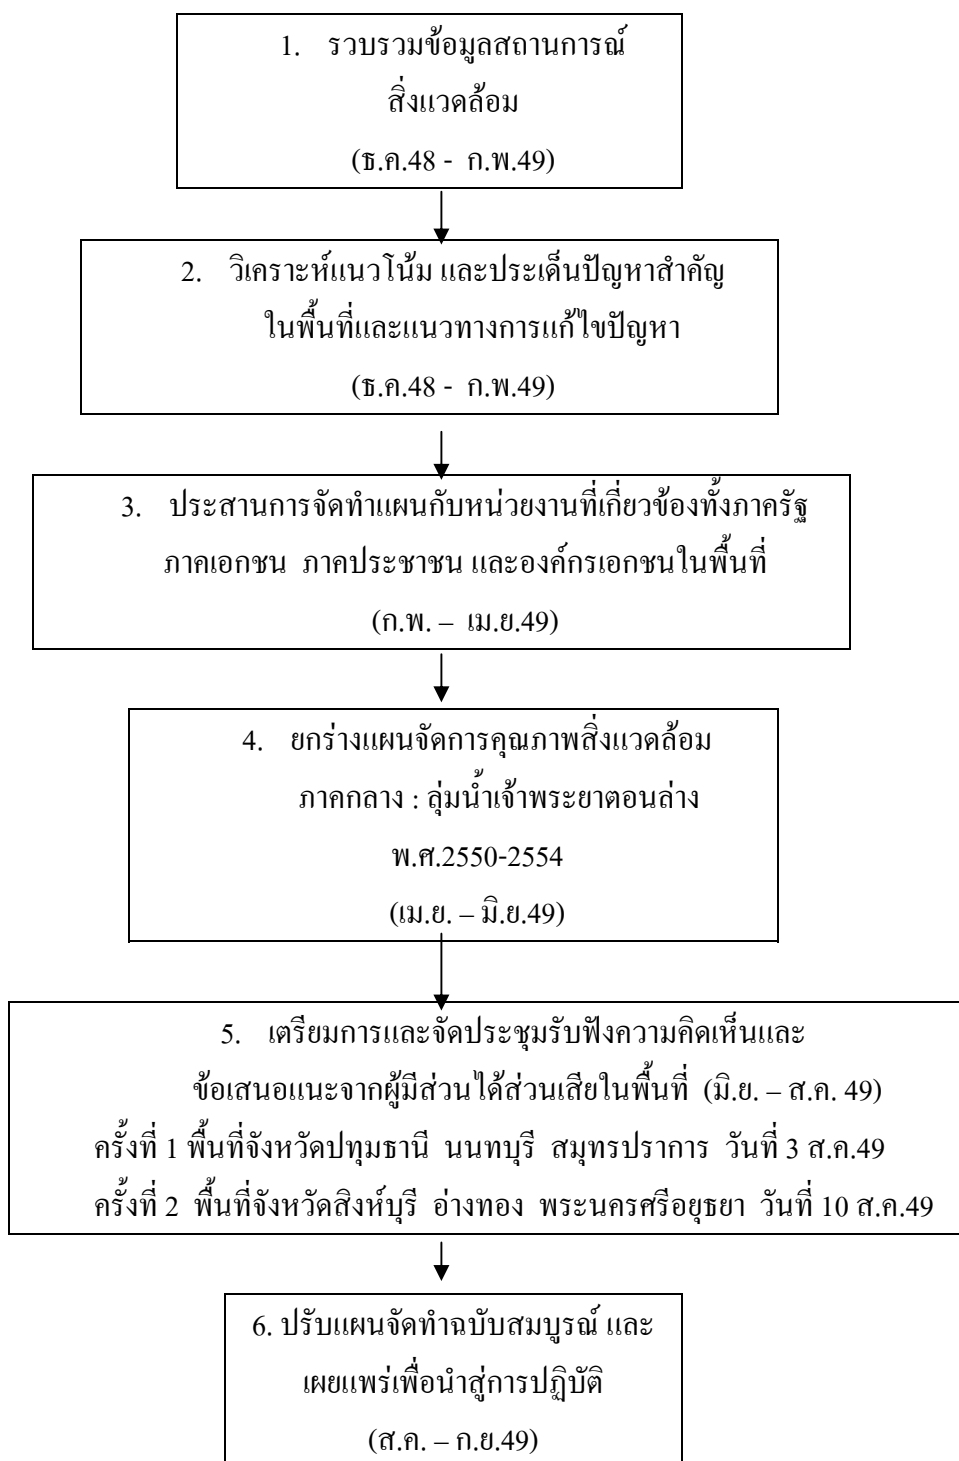 1. รวบรวมข้อมูลสถานการณ์
สิ่งแวดล้อม
(ธ.ค.48 - ก.พ.49)
2. วิเคราะห์แนวโน้ม และประเด็นปัญหาสำคัญ
ในพื้นที่และแนวทางการแก้ไขปัญหา
(ธ.ค.48 - ก.พ.49)
3. ประสานการจัดทำแผนกับหน่วยงานที่เกี่ยวข้องทั้งภาครัฐ
ภาคเอกชน ภาคประชาชน และองค์กรเอกชนในพื้นที่
(ก.พ. – เม.ย.49)
4. ยกร่างแผนจัดการคุณภาพสิ่งแวดล้อม
ภาคกลาง : ลุ่มน้ำเจ้าพระยาตอนล่าง
พ.ศ.2550-2554
(เม.ย. – มิ.ย.49)
5. เตรียมการและจัดประชุมรับฟังความคิดเห็นและ
ข้อเสนอแนะจากผู้มีส่วนได้ส่วนเสียในพื้นที่ (มิ.ย. – ส.ค. 49)
ครั้งที่ 1 พื้นที่จังหวัดปทุมธานี นนทบุรี สมุทรปราการ วันที่ 3 ส.ค.49
ครั้งที่ 2 พื้นที่จังหวัดสิงห์บุรี อ่างทอง พระนครศรีอยุธยา วันที่ 10 ส.ค.49
6. ปรับแผนจัดทำฉบับสมบูรณ์ และ
เผยแพร่เพื่อนำสู่การปฏิบัติ
(ส.ค. – ก.ย.49)